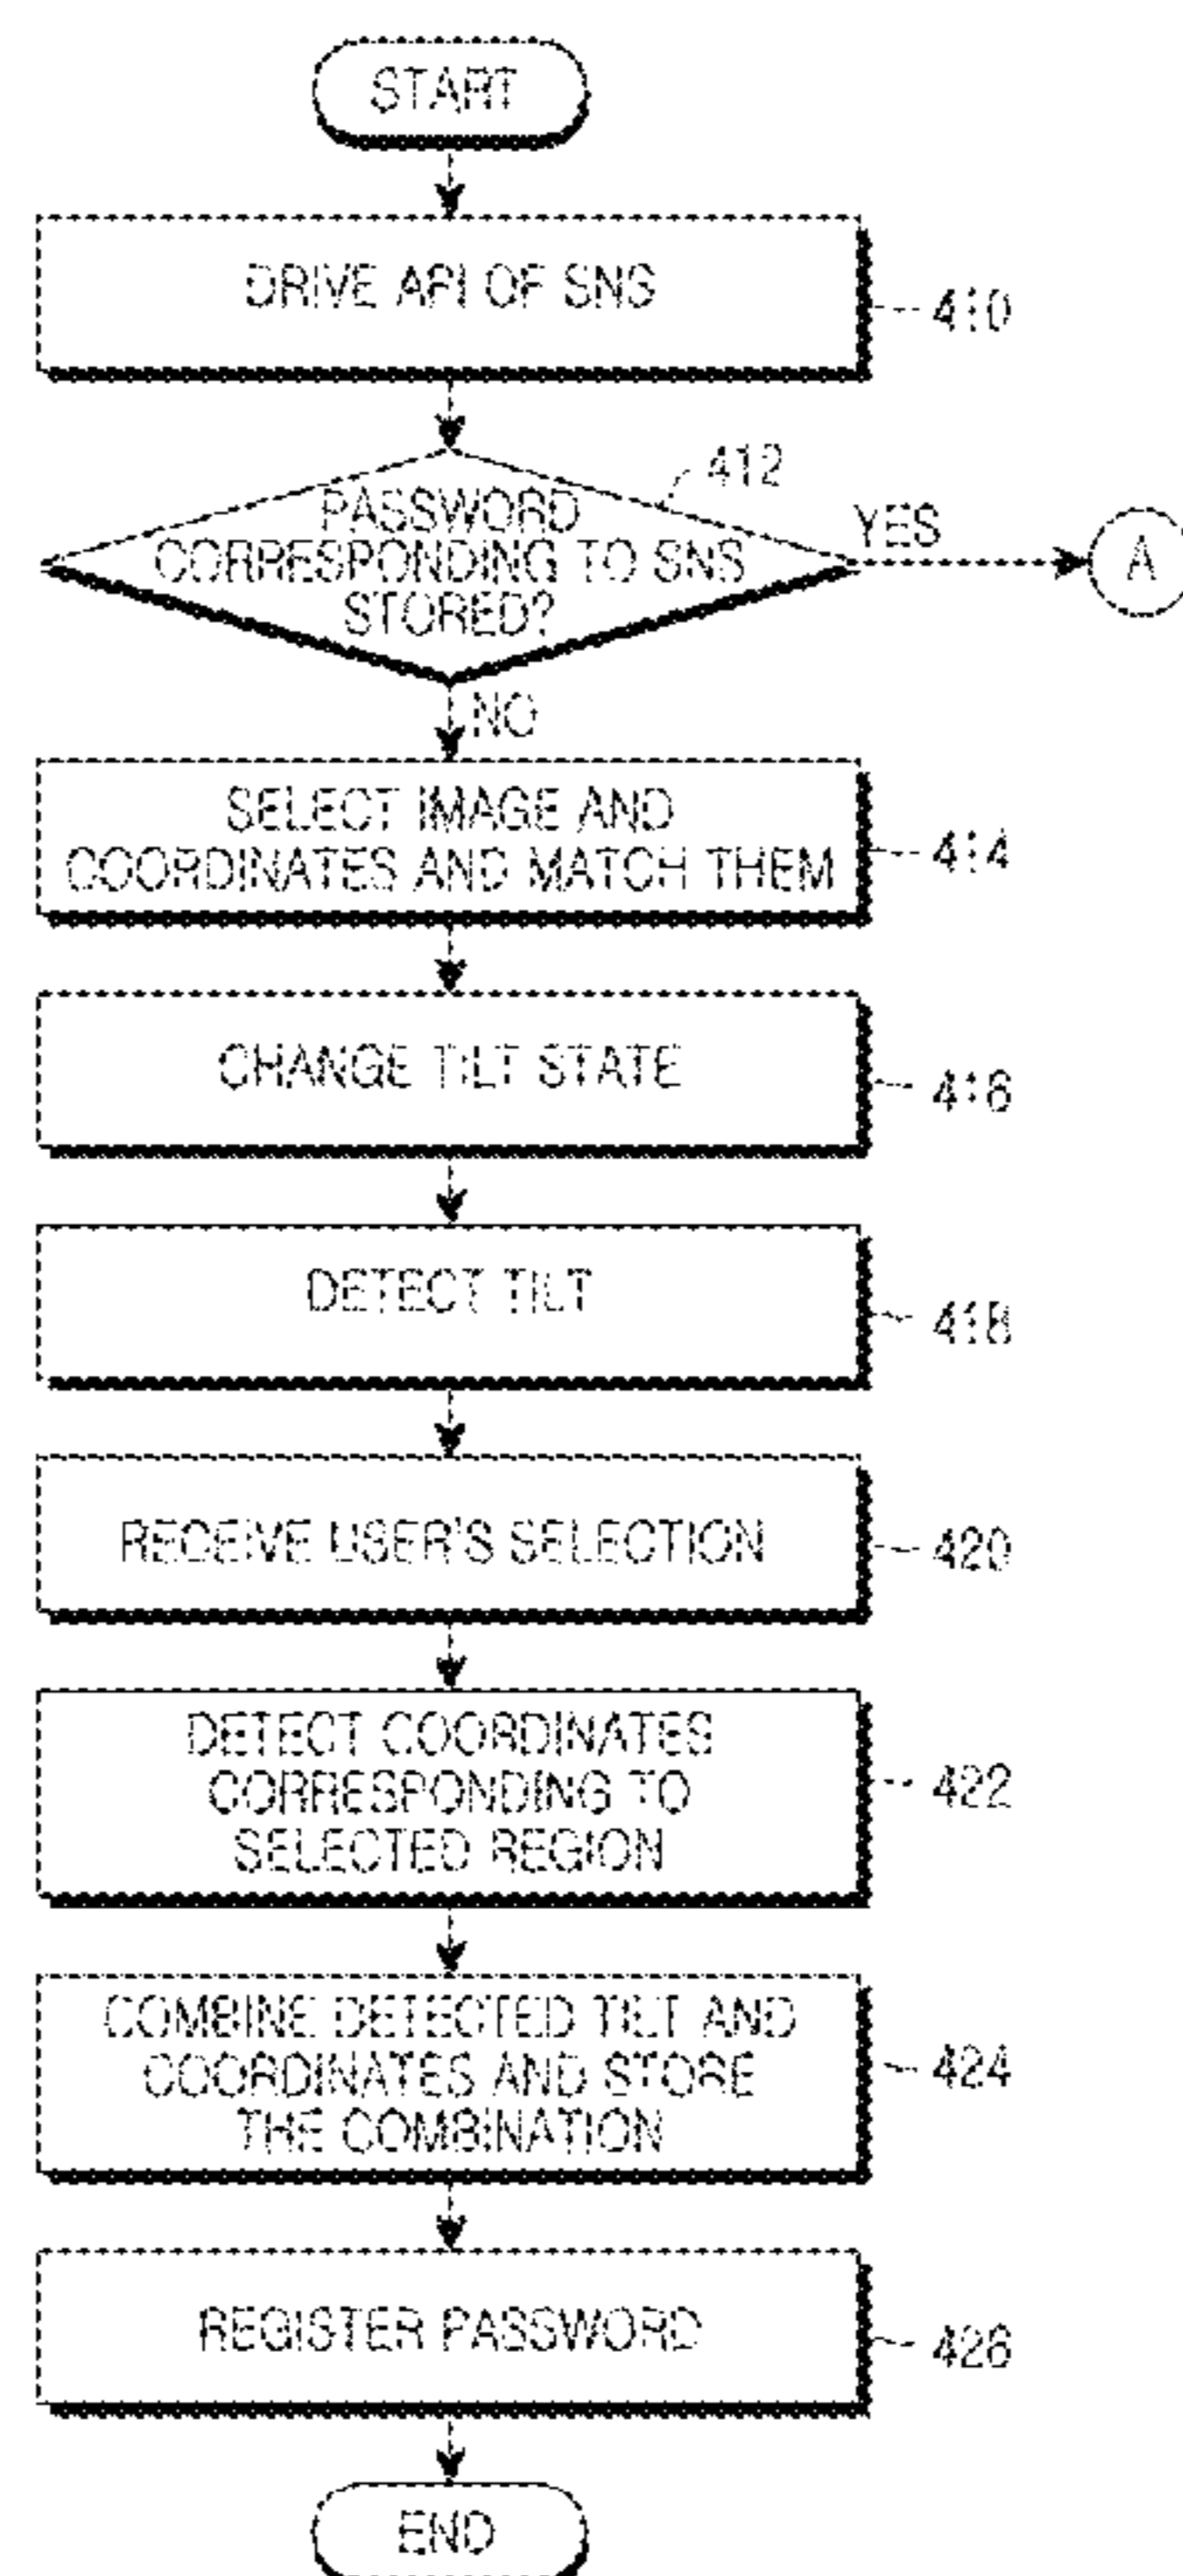 START
DRIVE API OF SNS
410
412
PASSWORD
CORRESPONDING TO SNS
STORED?
YES
A
NO
SELECT IMAGE AND
COORDINATES AND MATCH THEM
414
CHANGE TILT STATE
416
DETECT TILT
418
RECEIVE USER'S SELECTION
420
DETECT COORDINATES
CORRESPONDING TO
SELECTED REGION
422
COMBINE DETECTED TILT AND
COORDINATES AND STORE
THE COMBINATION
424
REGISTER PASSWORD
426
END